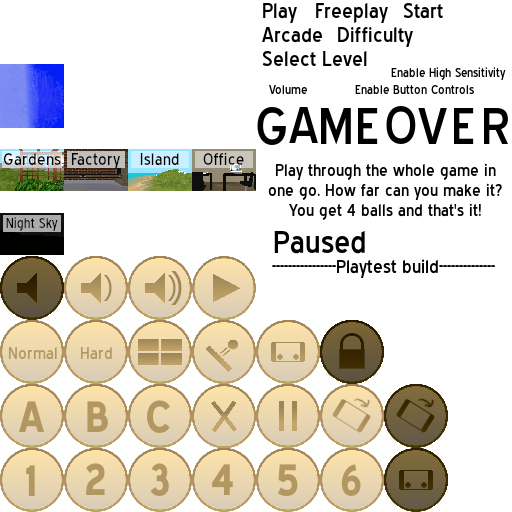 Play Freeplay Start
Arcade Difficulty
Select Level
Enable High Sensitivity
Volume Enable Button Controls
GAME OVER
Gardens Factory Island Office
Play through the whole game in
one go. How far can you make it?
You get 4 balls and that's it!
Night Sky
Paused
----------------Playtest build--------------
Normal Hard
A B C X
1 2 3 4 5 6